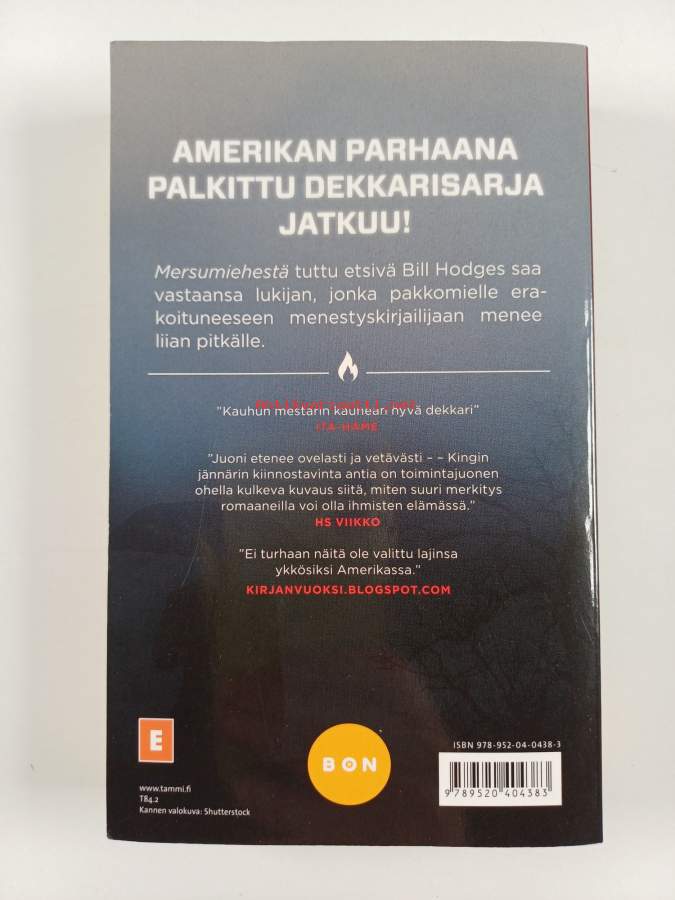 AMERIKAN PARHAANA
PALKITTU DEKKARISARJA
JATKUU!
Mersumiehestä tuttu etsivä Bill Hodges saa
vastaansa lukijan, jonka pakkomielle era-
koituneeseen menestyskirjailijaan menee
liian pitkälle.
"Kauhun mestarin kauhean hyvä dekkari"
ITÄ-HÄME
"Juoni etenee ovelasti ja vetävästi – – Kingin
jännärin kiinnostavinta antia on toimintajuonen
ohella kulkeva kuvaus siitä, miten suuri merkitys
romaaneilla voi olla ihmisten elämässä."
HS VIIKKO
"Ei turhaan näitä ole valittu lajinsa
ykkösiksi Amerikassa."
KIRJANVUOKSI.BLOGSPOT.COM
E
BON
ISBN 978-952-04-0438-3
9 789520 404383
www.tammi.fi
T84.2
Kannen valokuva: Shutterstock